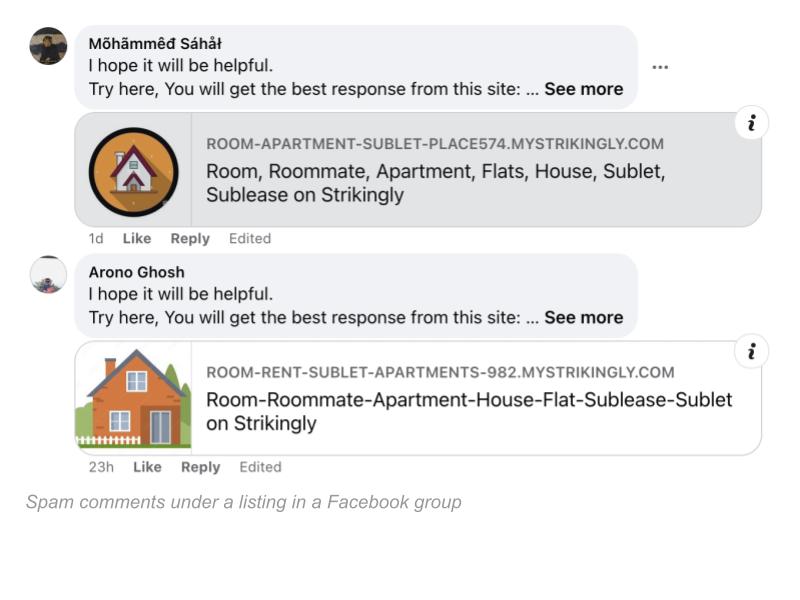 Mõhãmmêđ Sáhåł
I hope it will be helpful.
Try here, You will get the best response from this site: ... See more
ROOM-APARTMENT-SUBLET-PLACE574.MYSTRIKINGLY.COM
Room, Roommate, Apartment, Flats, House, Sublet,
Sublease on Strikingly
1d Like Reply Edited
Arono Ghosh
I hope it will be helpful.
Try here, You will get the best response from this site: ... See more
ROOM-RENT-SUBLET-APARTMENTS-982.MYSTRIKINGLY.COM
Room-Roommate-Apartment-House-Flat-Sublease-Sublet
on Strikingly
23h Like Reply Edited
Spam comments under a listing in a Facebook group